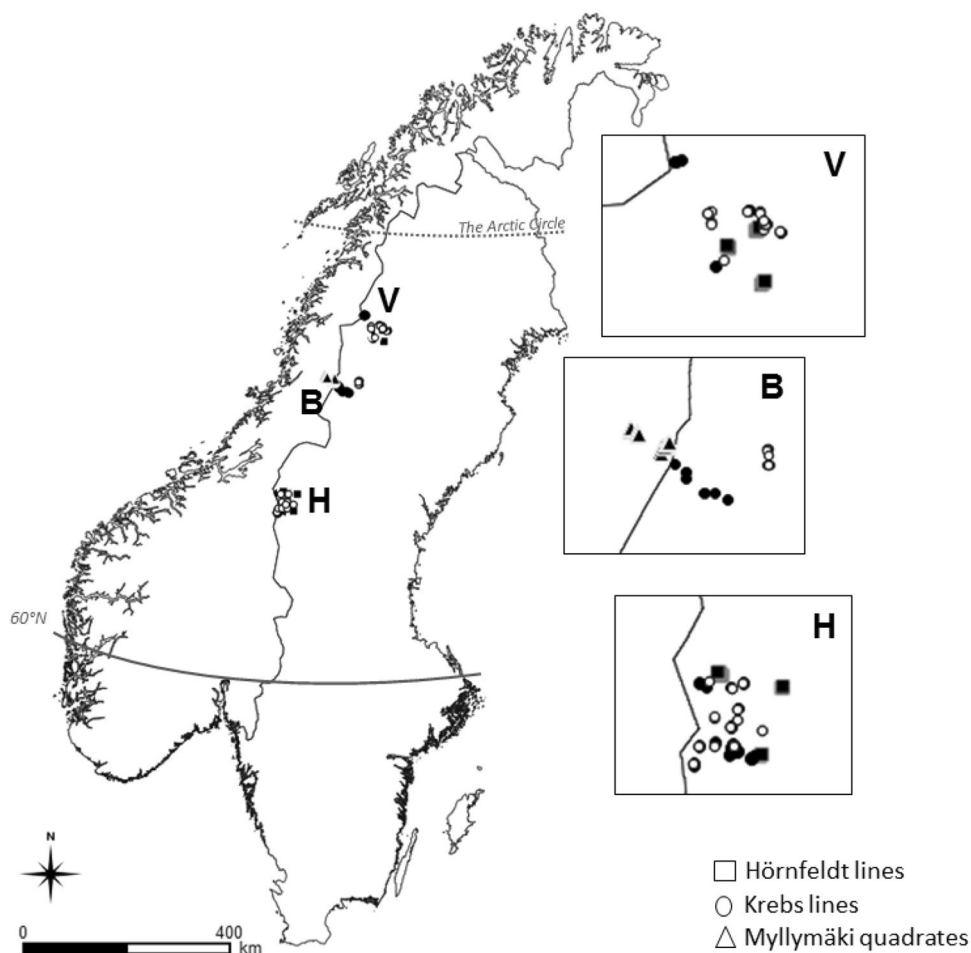 The Arctic Circle
V
B
H
60°N
V
B
H
N
0 400
km
Hörnfeldt lines
Krebs lines
Myllymäki quadrates